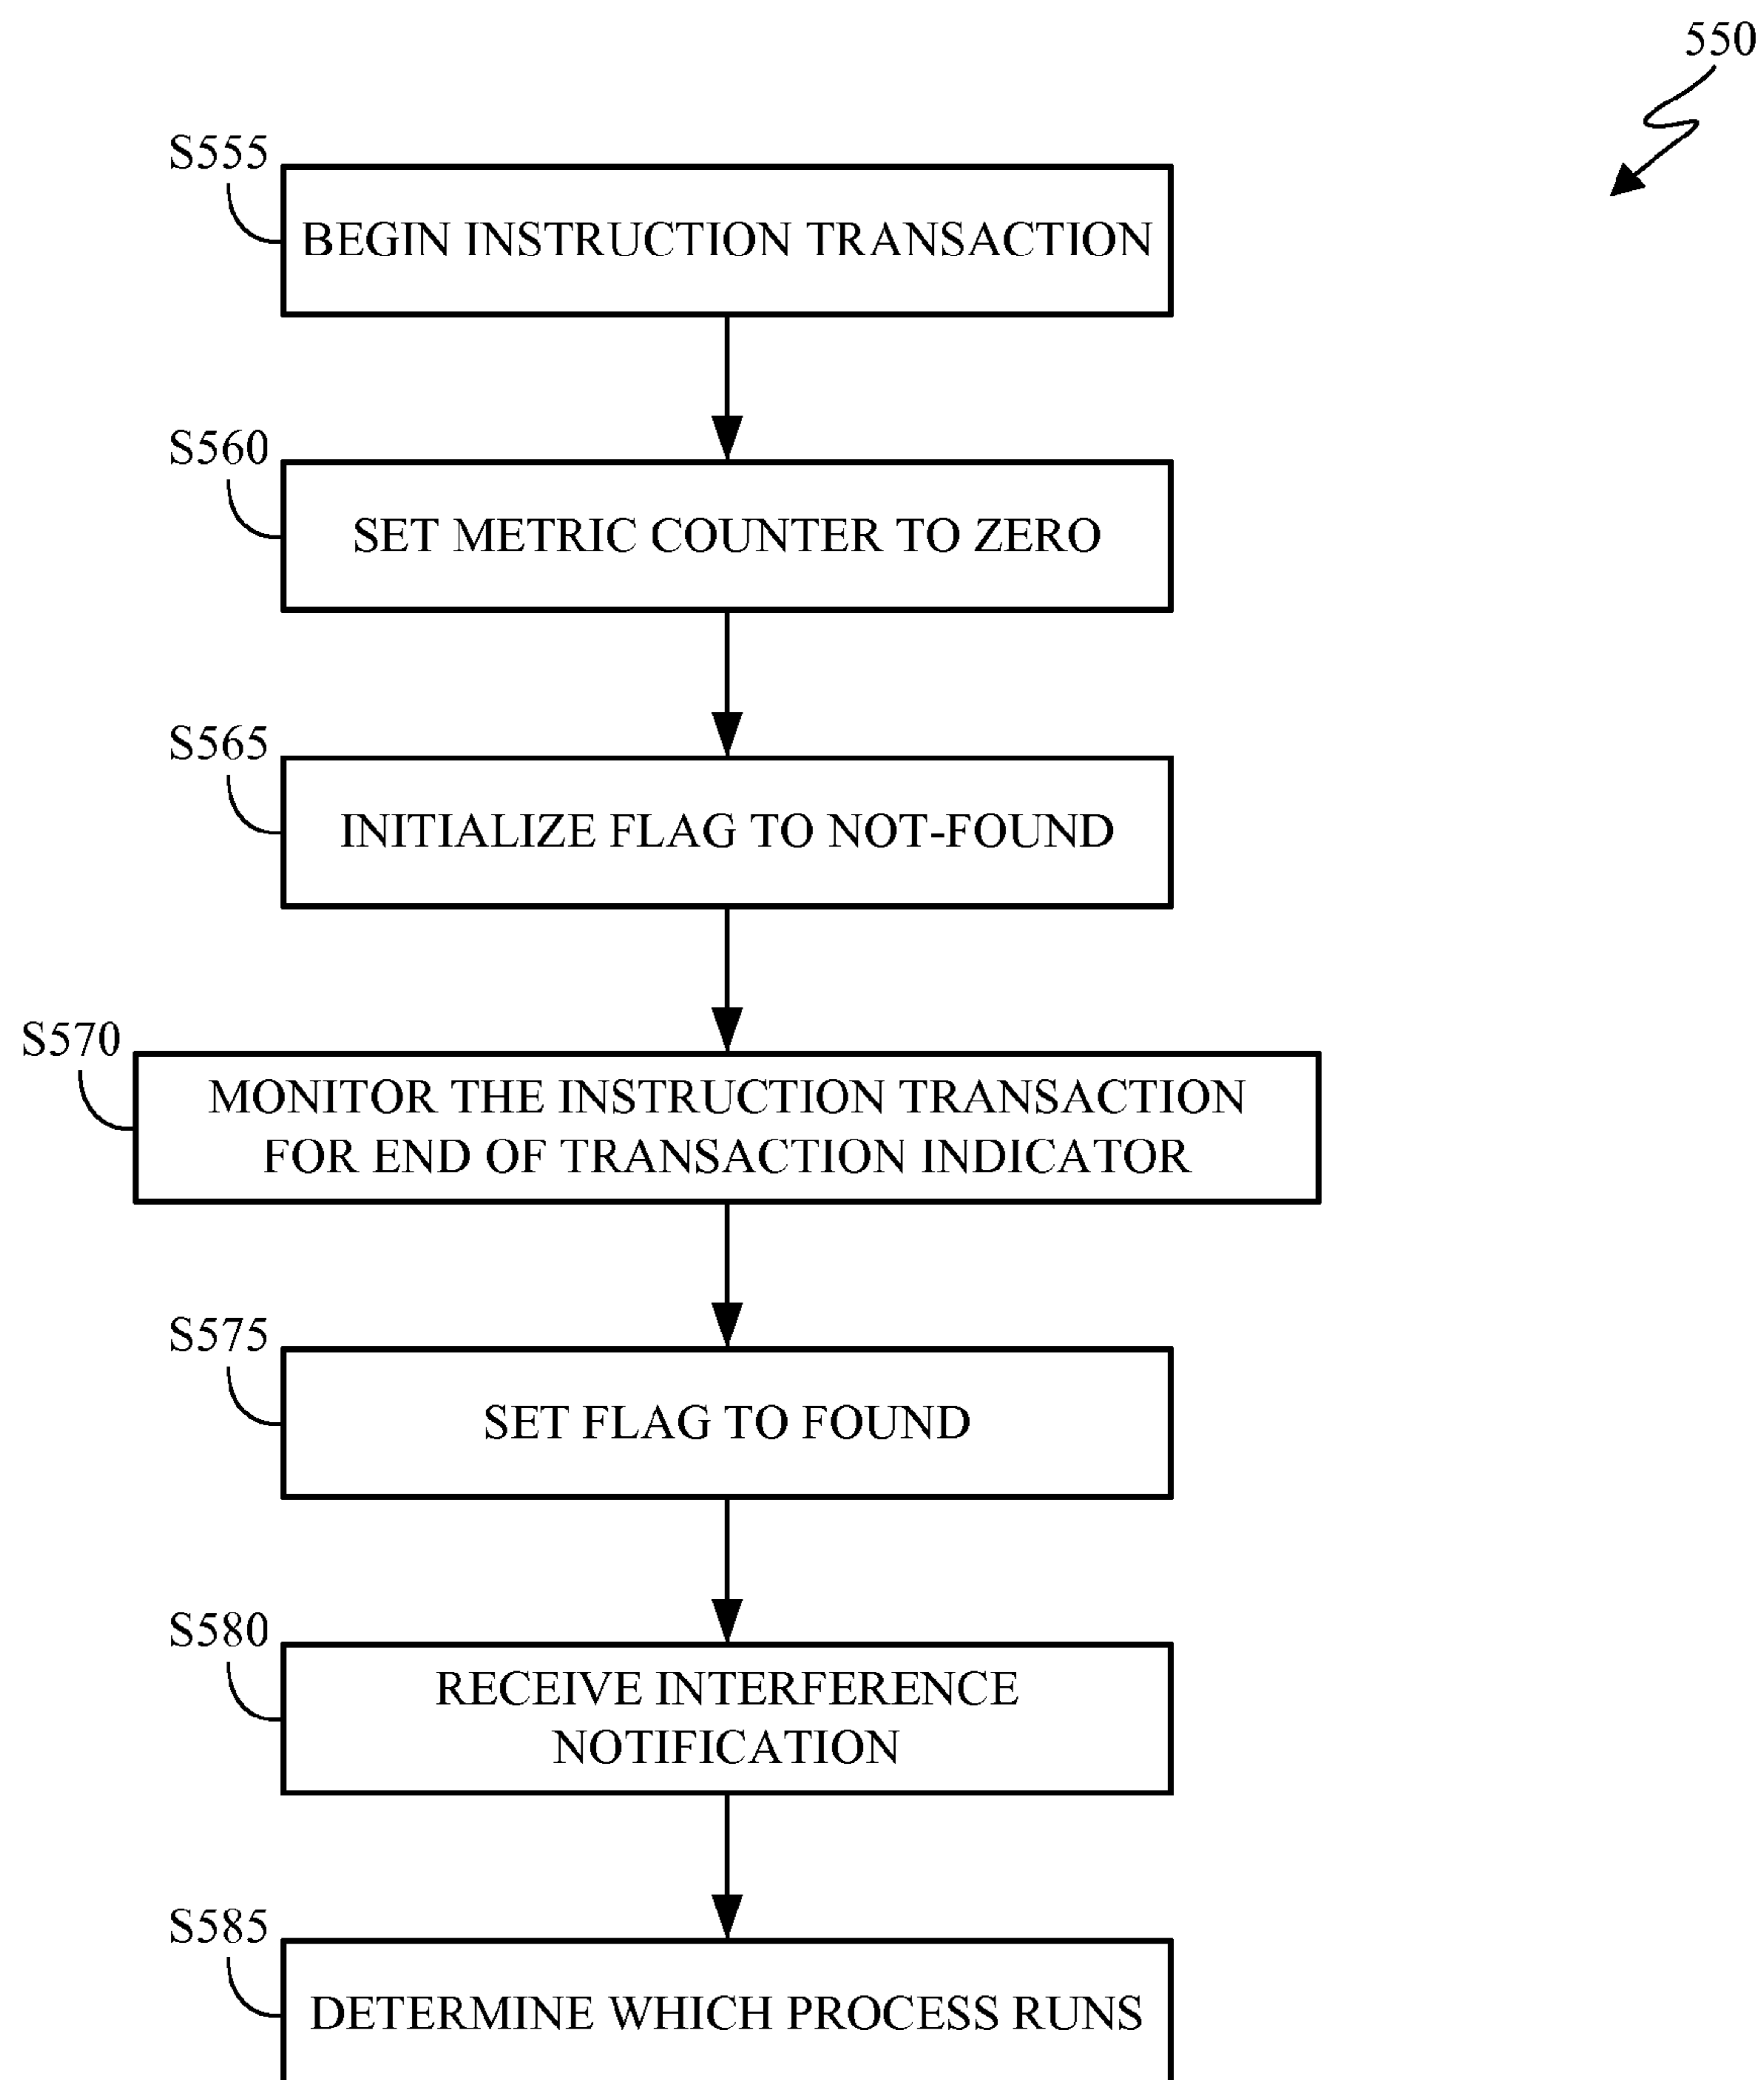 550
S555
BEGIN INSTRUCTION TRANSACTION
S560
SET METRIC COUNTER TO ZERO
S565
INITIALIZE FLAG TO NOT-FOUND
S570
MONITOR THE INSTRUCTION TRANSACTION
FOR END OF TRANSACTION INDICATOR
S575
SET FLAG TO FOUND
S580
RECEIVE INTERFERENCE
NOTIFICATION
S585
DETERMINE WHICH PROCESS RUNS